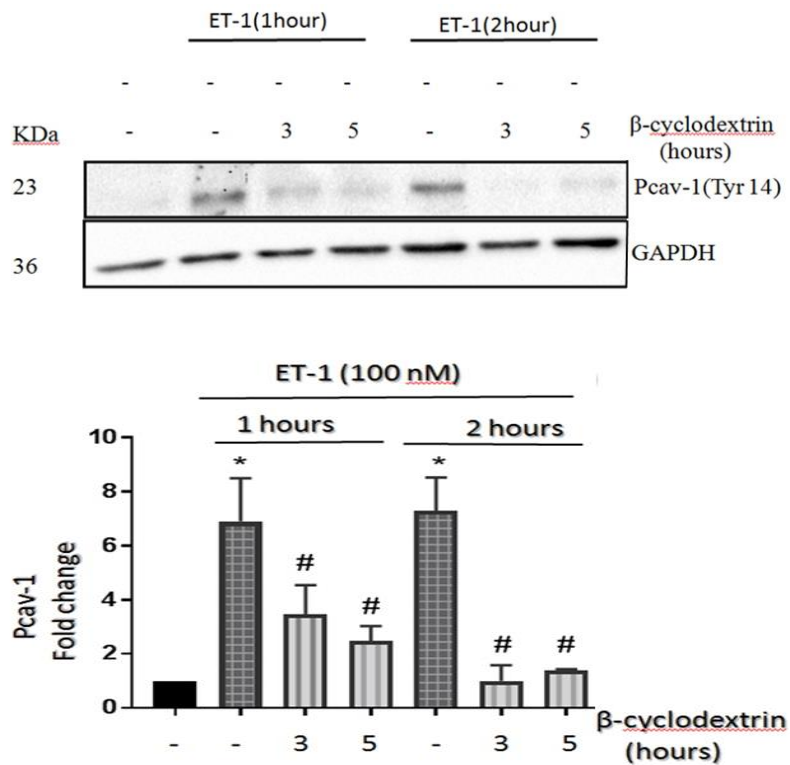 ET-1(1hour) ET-1(2hour)
- - - - - - -
KDa - - 3 5 - 3 5 β-cyclodextrin
(hours)
23 Pcav-1(Tyr 14)
36 GAPDH
ET-1 (100 nM)
1 hours 2 hours
10
8
6
4
2
0
* # # * # #
Pcav-1
Fold change
- - 3 5 - 3 5 β-cyclodextrin
(hours)